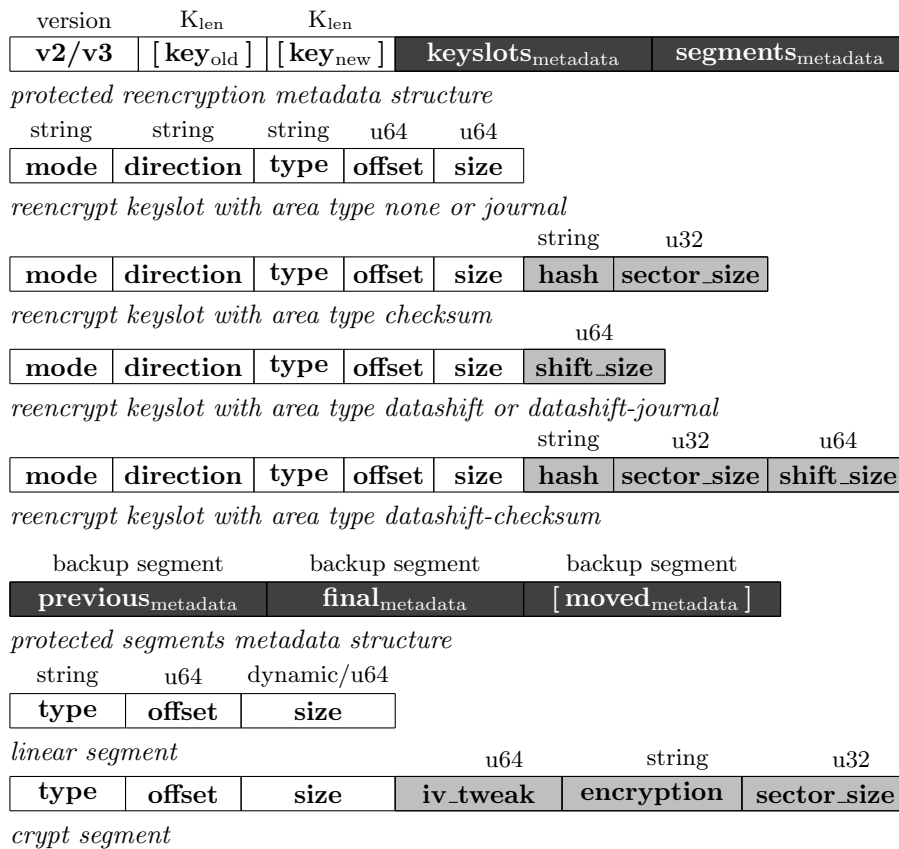 version K_len K_len
v2/v3 [ key_old ] [ key_new ] keyslots_metadata segments_metadata
protected reencryption metadata structure
string string string u64 u64
mode direction type offset size
reencrypt keyslot with area type none or journal
string u32
mode direction type offset size hash sector_size
reencrypt keyslot with area type checksum
u64
mode direction type offset size shift_size
reencrypt keyslot with area type datashift or datashift-journal
string u32 u64
mode direction type offset size hash sector_size shift_size
reencrypt keyslot with area type datashift-checksum
backup segment backup segment backup segment
previous_metadata final_metadata [ moved_metadata ]
protected segments metadata structure
string u64 dynamic/u64
type offset size
linear segment
u64 string u32
type offset size iv_tweak encryption sector_size
crypt segment